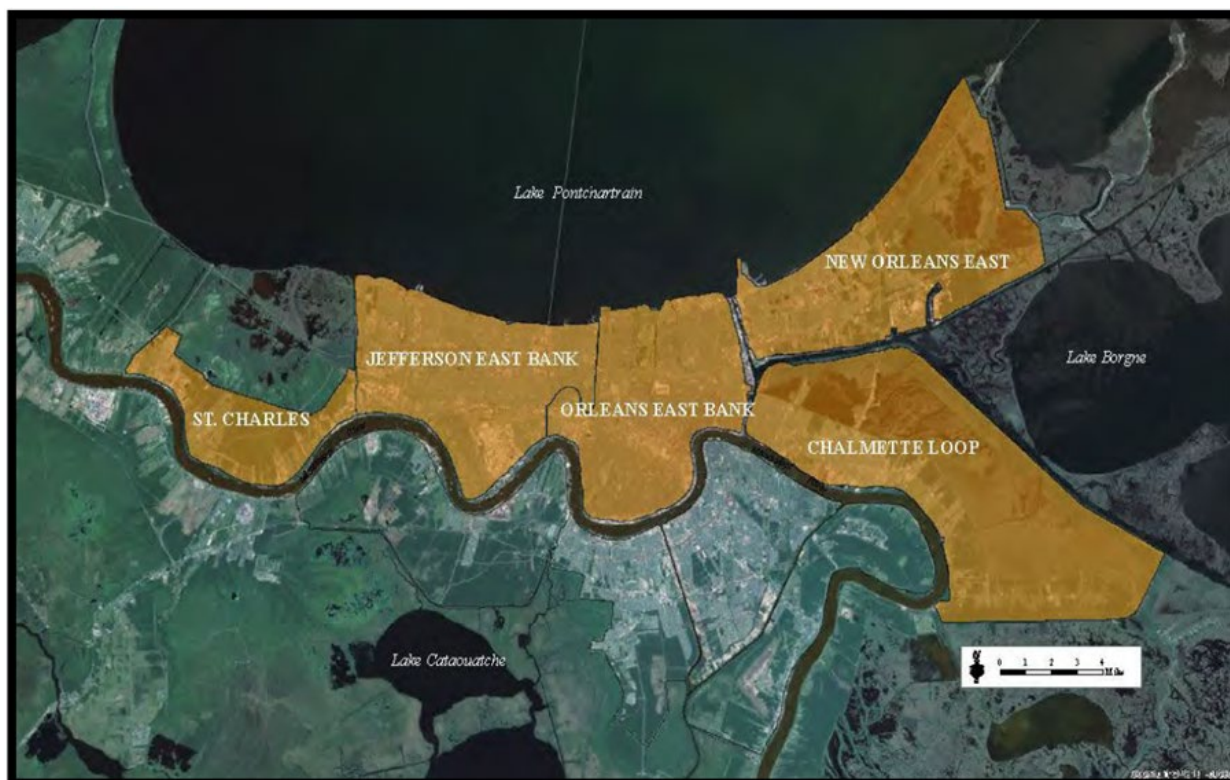 Lake Pontchartrain
NEW ORLEANS EAST
JEFFERSON EAST BANK
Lake Borgne
ST. CHARLES
ORLEANS EAST BANK
CHALMETTE LOOP
Lake Cataouatche
0 1 2 3 4
Miles